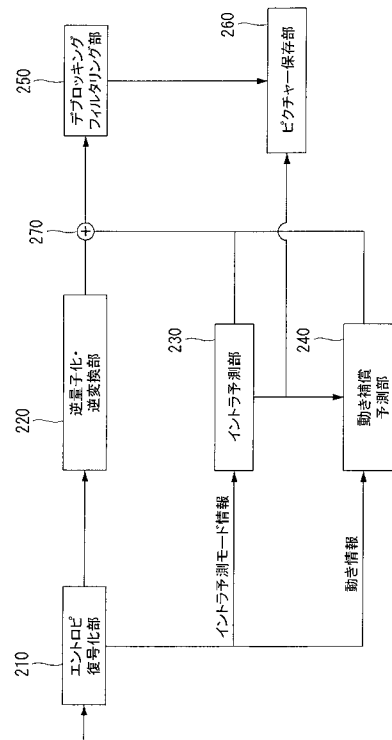 210
エントロピ
復号化部
220
逆量子化・
逆変換部
270
+
250
デブロッキング
フィルタリング部
イントラ予測モード情報
230
イントラ予測部
260
ピクチャー保存部
動き情報
240
動き補償
予測部